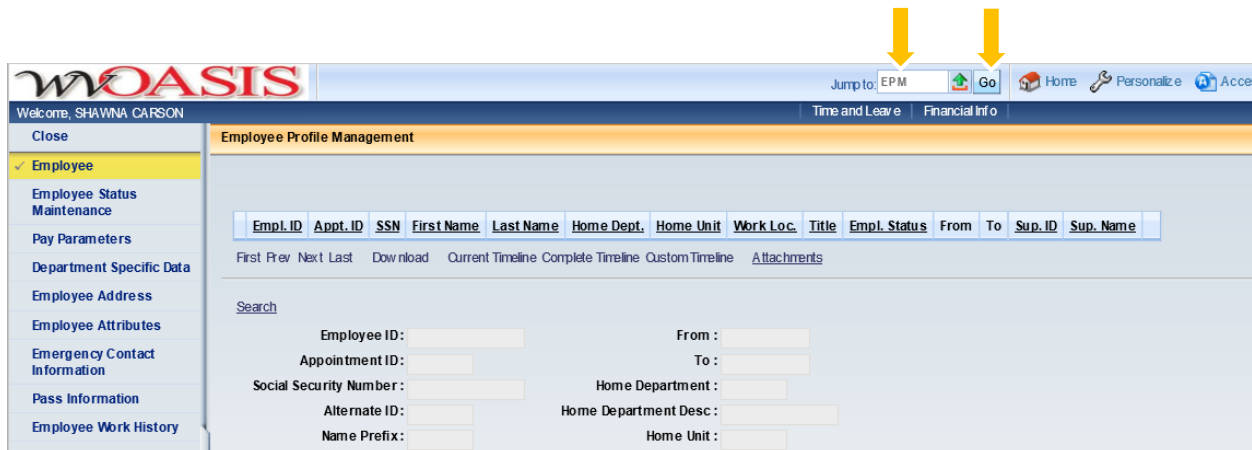 wvOASIS
Jump to: EPM Go Home Personalize Acce
Welcome, SHAWNA CARSON Time and Leave Financial Info
Close
Employee Profile Management
Employee
Employee Status
Maintenance
Pay Parameters
Department Specific Data
Employee Address
Employee Attributes
Emergency Contact
Information
Pass Information
Employee Work History
Empl. ID Appt. ID SSN First Name Last Name Home Dept. Home Unit Work Loc. Title Empl. Status From To Sup. ID Sup. Name
First Prev Next Last Download Current Timeline Complete Timeline Custom Timeline Attachments
Search
Employee ID: From :
Appointment ID: To :
Social Security Number: Home Department :
Alternate ID: Home Department Desc :
Name Prefix: Home Unit :